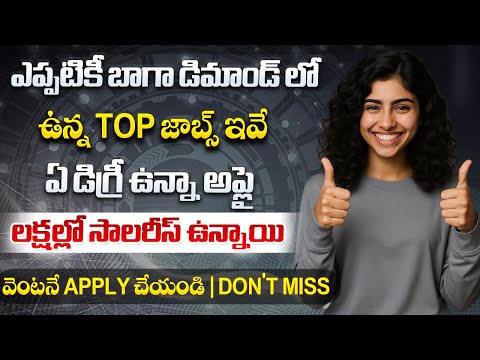 ఎప్పటికీ బాగా డిమాండ్ లో
ఉన్న TOP జాబ్స్ ఇవే
ఏ డిగ్రీ ఉన్నా అప్లై
లక్షల్లో సాలరీస్ ఉన్నాయి
వెంటనే APPLY చేయండి | DON'T MISS